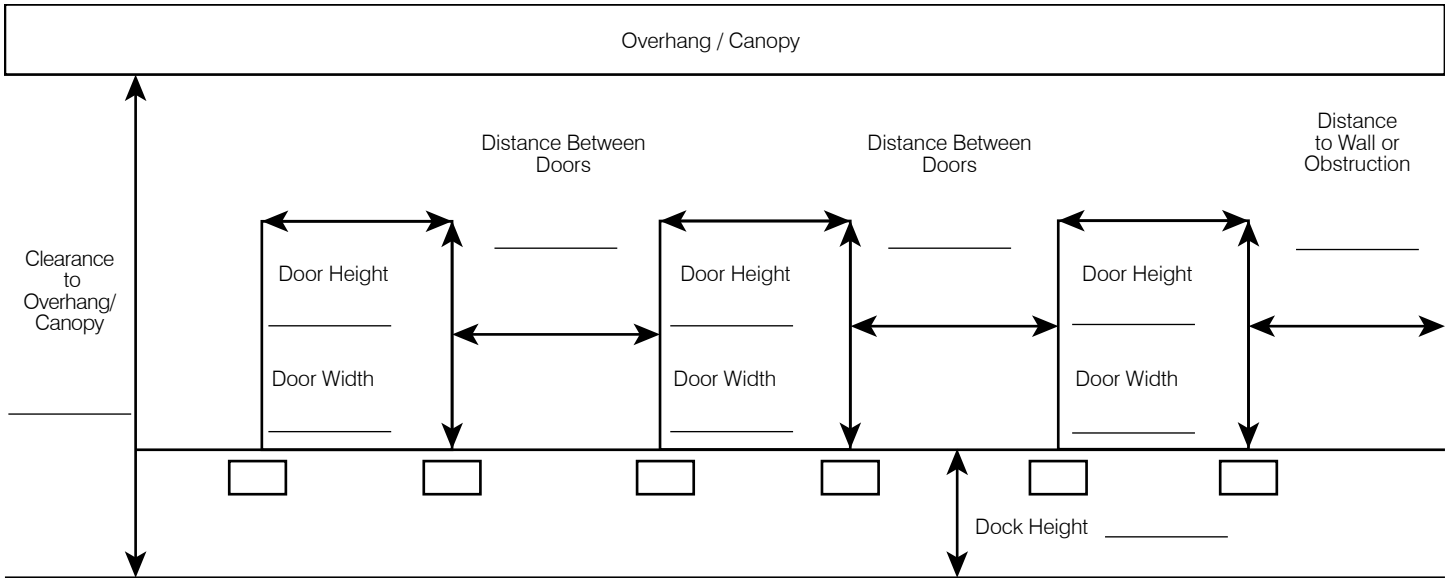 Overhang / Canopy
Distance Between
Doors
Distance Between
Doors
Distance
to Wall or
Obstruction
Clearance
to
Overhang/
Canopy
Door Height
Door Width
Door Height
Door Width
Door Height
Door Width
Dock Height